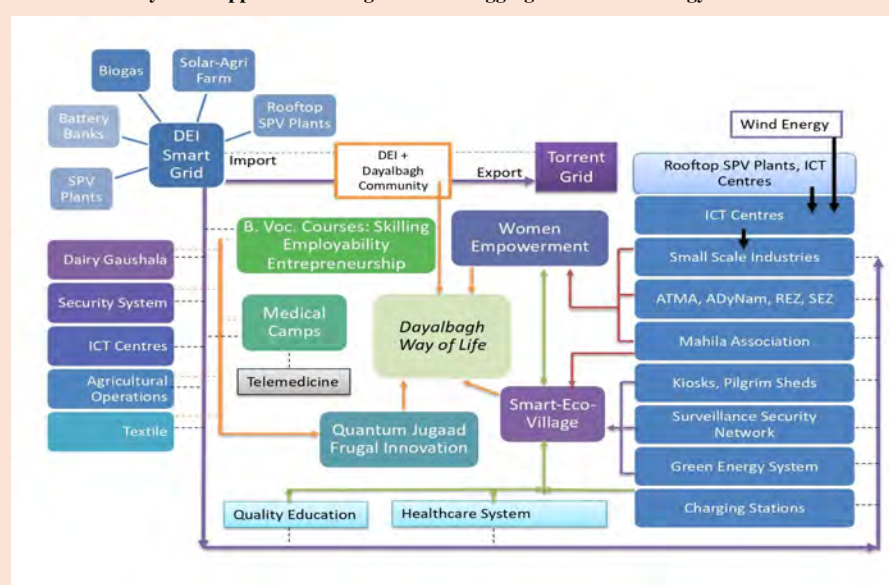 Biogas
Solar-Agri
Farm
Battery
Banks
DEI
Smart
Grid
Rooftop
SPV Plants
SPV
Plants
Import
DEI +
Dayalbagh
Community
Export
Torrent
Grid
Wind Energy
Rooftop SPV Plants, ICT
Centres
ICT Centres
Small Scale Industries
ATMA, ADyNam, REZ, SEZ
Mahila Association
Kiosks, Pilgrim Sheds
Surveillance Security
Network
Green Energy System
Charging Stations
B. Voc. Courses: Skilling
Employability
Entrepreneurship
Women
Empowerment
Dairy Gaushala
Security System
ICT Centres
Agricultural
Operations
Textile
Medical
Camps
Telemedicine
Dayalbagh
Way of Life
Quantum Jugaad
Frugal Innovation
Smart-Eco-
Village
Quality Education
Healthcare System